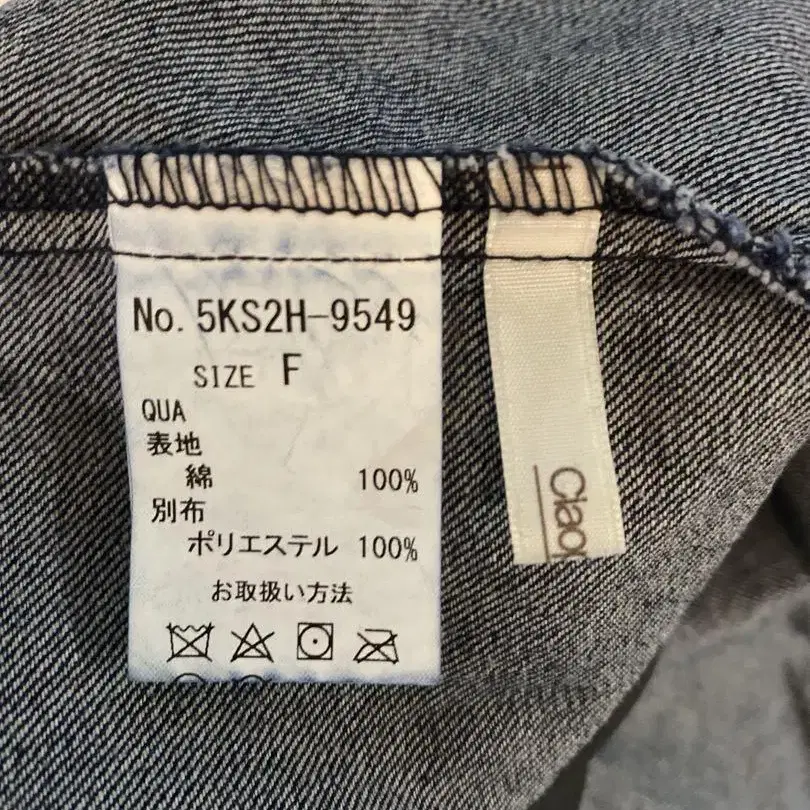 No. 5KS2H-9549
SIZE F
QUA
表地
綿 100%
別布
ポリエステル 100%
お取扱い方法